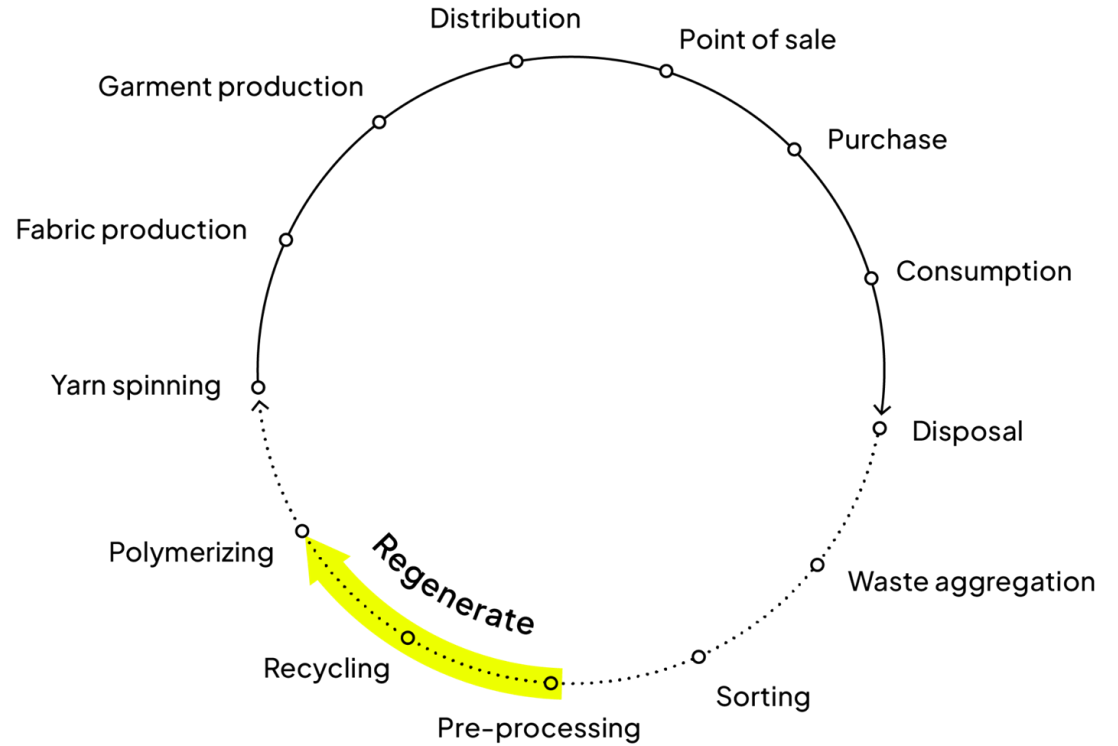 Distribution
Point of sale
Garment production
Purchase
Fabric production
Consumption
Yarn spinning
Disposal
Polymerizing
Regenerate
Waste aggregation
Recycling
Sorting
Pre-processing